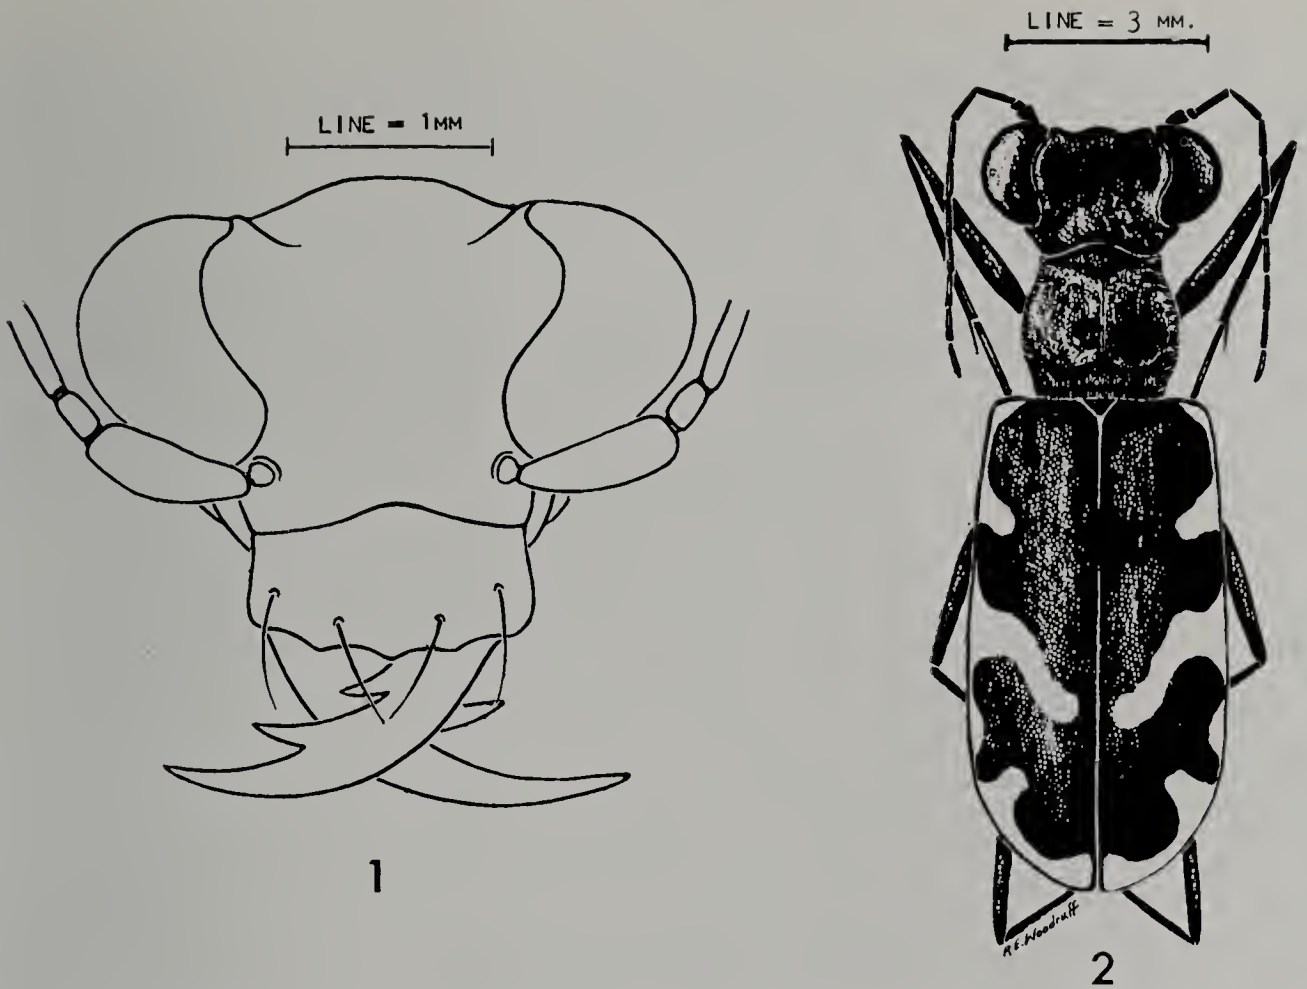 LINE = 1MM
1
LINE = 3 MM.
R.E. Woodruff
2